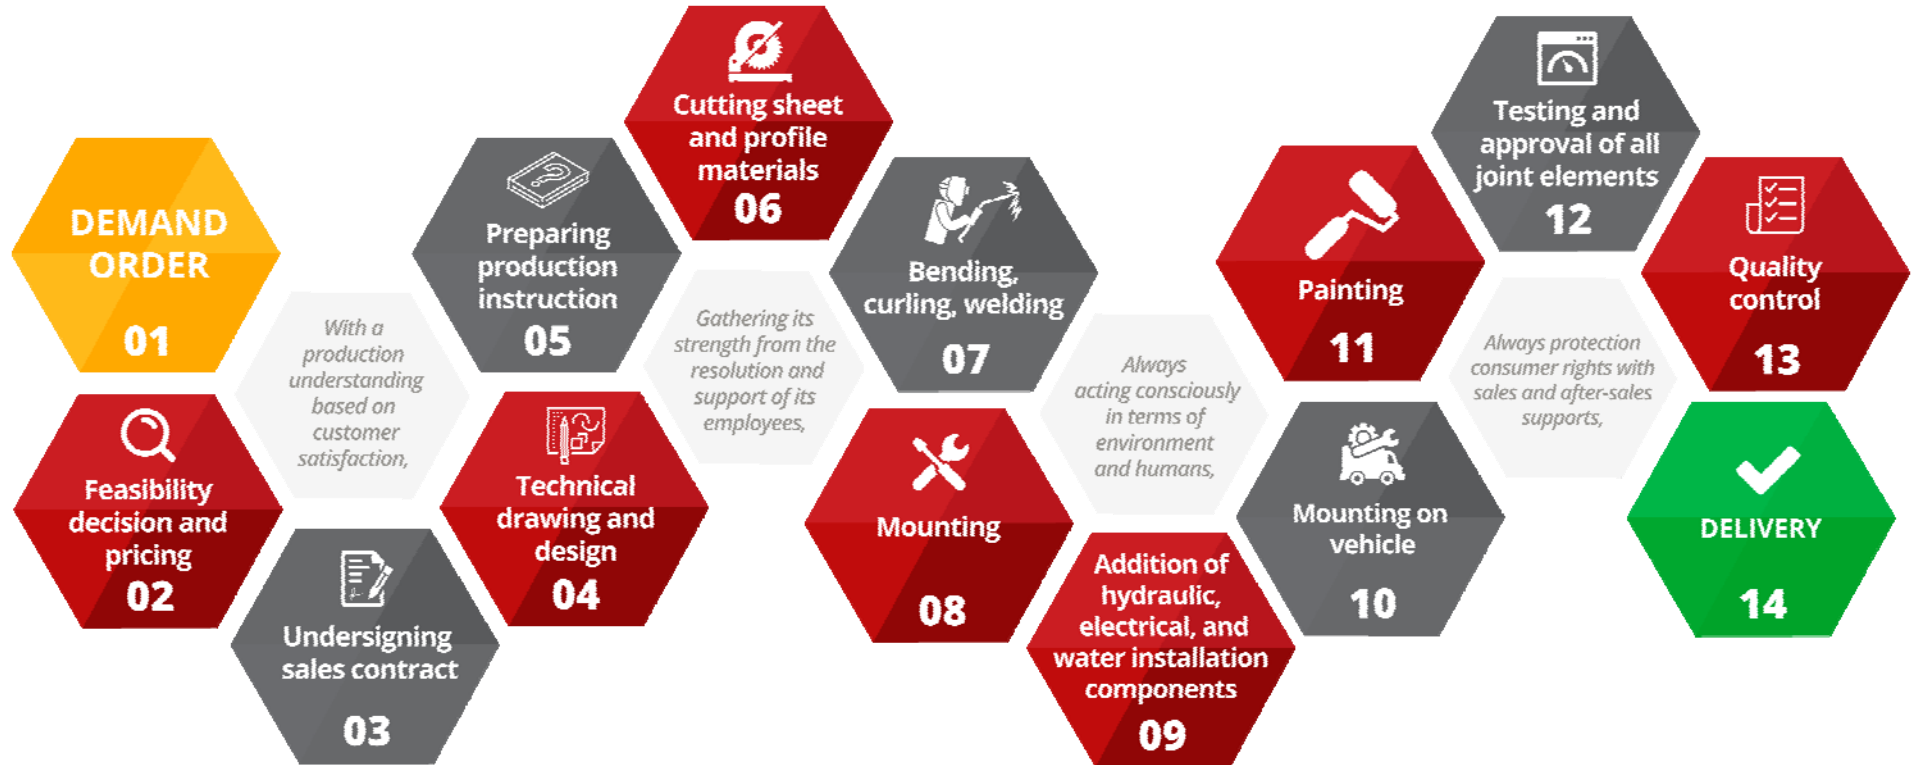 DEMAND
ORDER
01
Feasibility
decision and
pricing
02
Undersigning
sales contract
03
Technical
drawing and
design
04
Preparing
production
instruction
05
Cutting sheet
and profile
materials
06
Bending,
curling, welding
07
Mounting
08
Addition of
hydraulic,
electrical, and
water installation
components
09
Mounting on
vehicle
10
Painting
11
Testing and
approval of all
joint elements
12
Quality
control
13
DELIVERY
14
With a
production
understanding
based on
customer
satisfaction,
Gathering its
strength from the
resolution and
support of its
employees,
Always
acting consciously
in terms of
environment
and humans,
Always protection
consumer rights with
sales and after-sales
supports,